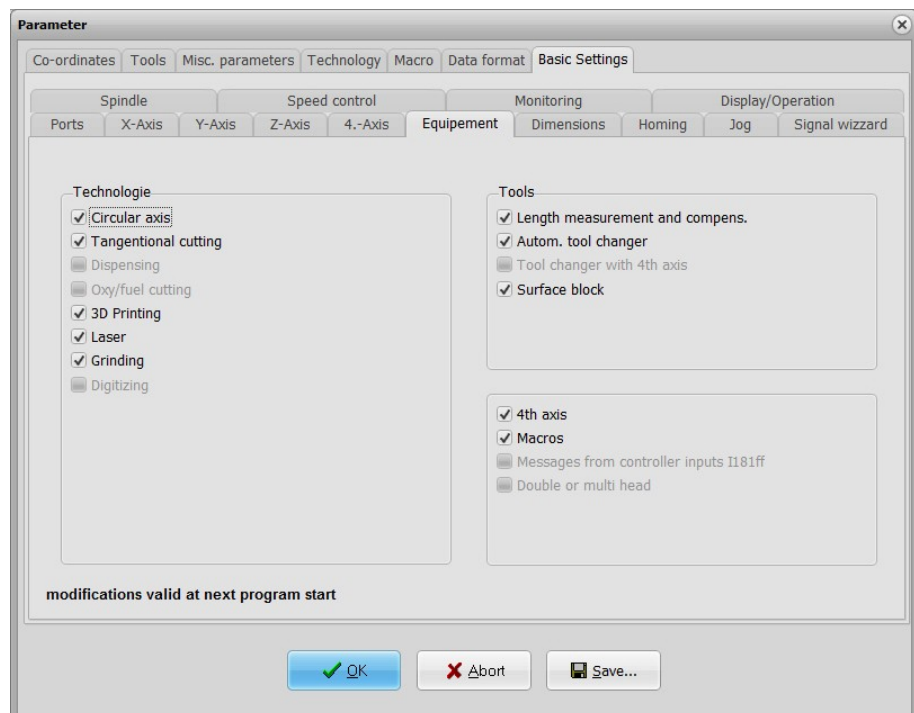 Parameter
Co-ordinates Tools Misc. parameters Technology Macro Data format Basic Settings
Spindle Speed control Monitoring Display/Operation
Ports X-Axis Y-Axis Z-Axis 4.-Axis Equipement Dimensions Homing Jog Signal wizzard
Technologie
Circular axis
Tangentional cutting
Dispensing
Oxy/fuel cutting
3D Printing
Laser
Grinding
Digitizing
Tools
Length measurement and compens.
Autom. tool changer
Tool changer with 4th axis
Surface block
4th axis
Macros
Messages from controller inputs I181ff
Double or multi head
modifications valid at next program start
OK Abort Save...